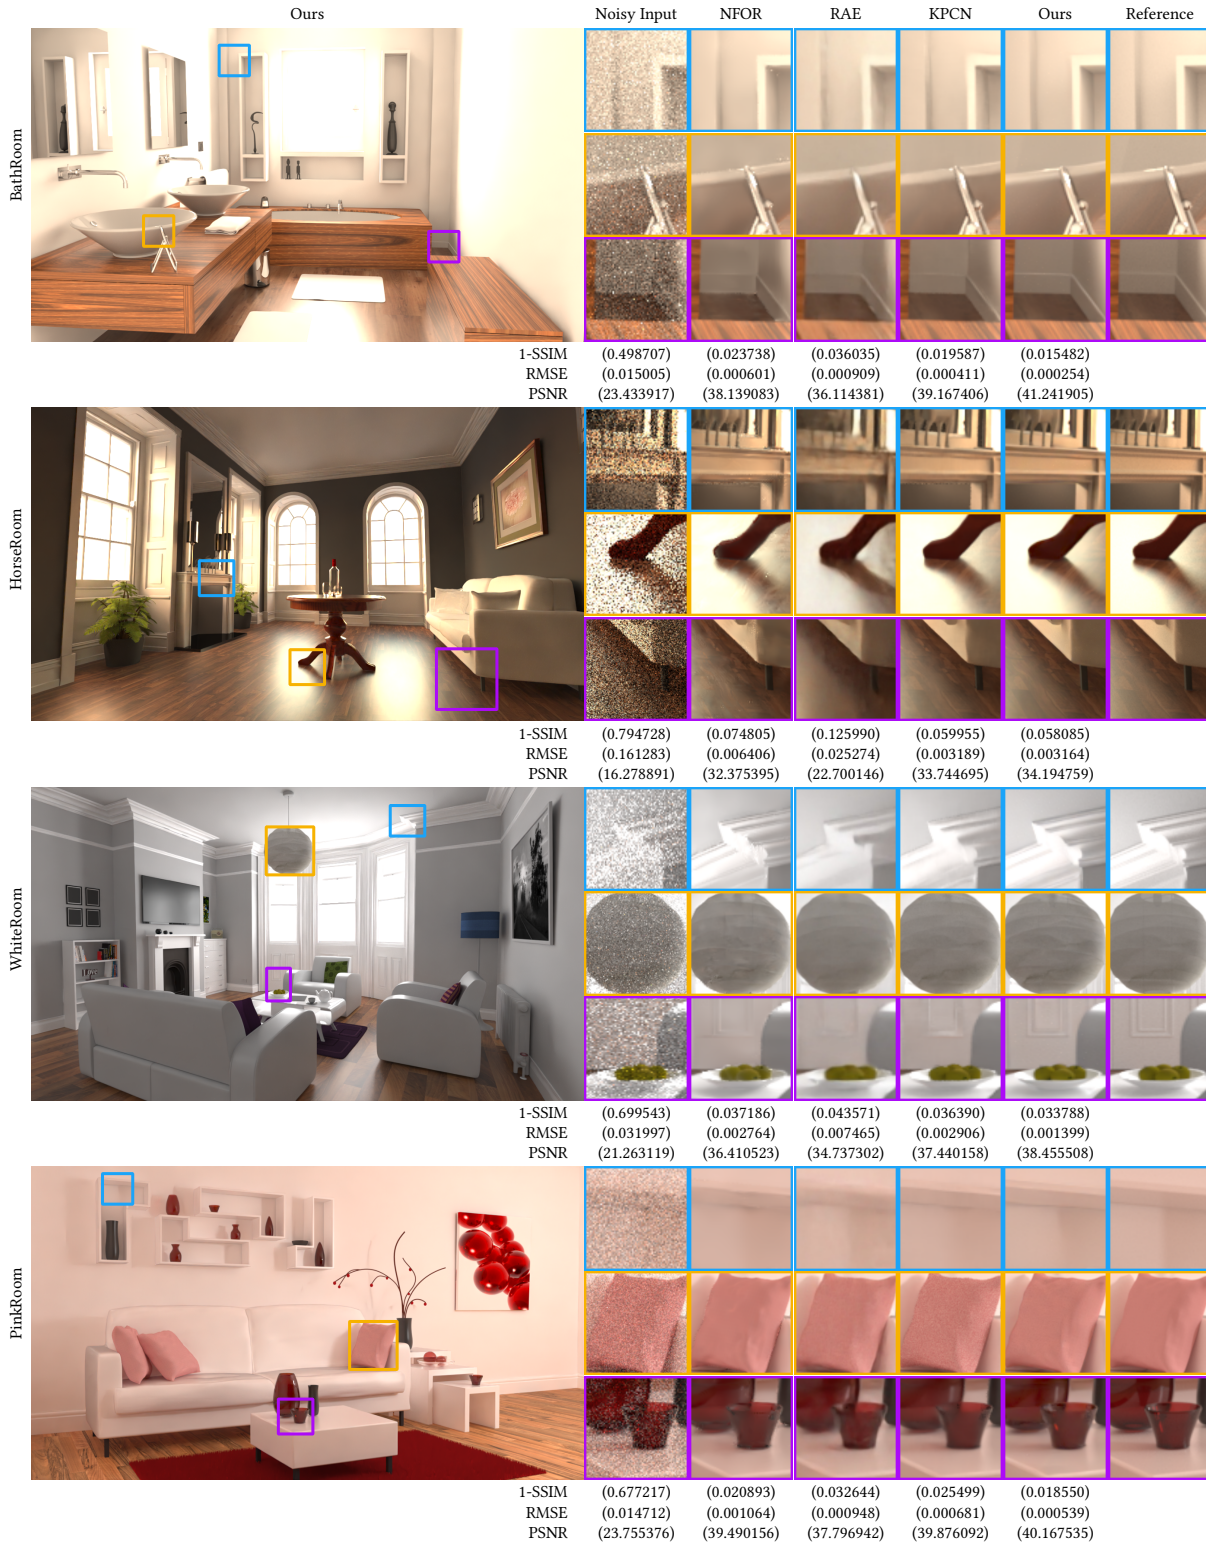 Ours Noisy Input NFOR RAE KPCN Ours Reference
BathRoom
1-SSIM (0.498707) (0.023738) (0.036035) (0.019587) (0.015482)
RMSE (0.015005) (0.000601) (0.000909) (0.000411) (0.000254)
PSNR (23.433917) (38.139083) (36.114381) (39.167406) (41.241905)
HorseRoom
1-SSIM (0.794728) (0.074805) (0.125990) (0.059955) (0.058085)
RMSE (0.161283) (0.006406) (0.025274) (0.003189) (0.003164)
PSNR (16.278891) (32.375395) (22.700146) (33.744695) (34.194759)
WhiteRoom
1-SSIM (0.699543) (0.037186) (0.043571) (0.036390) (0.033788)
RMSE (0.031997) (0.002764) (0.007465) (0.002906) (0.001399)
PSNR (21.263119) (36.410523) (34.737302) (37.440158) (38.455508)
PinkRoom
1-SSIM (0.677217) (0.020893) (0.032644) (0.025499) (0.018550)
RMSE (0.014712) (0.001064) (0.000948) (0.000681) (0.000539)
PSNR (23.755376) (39.490156) (37.796942) (39.876092) (40.167535)